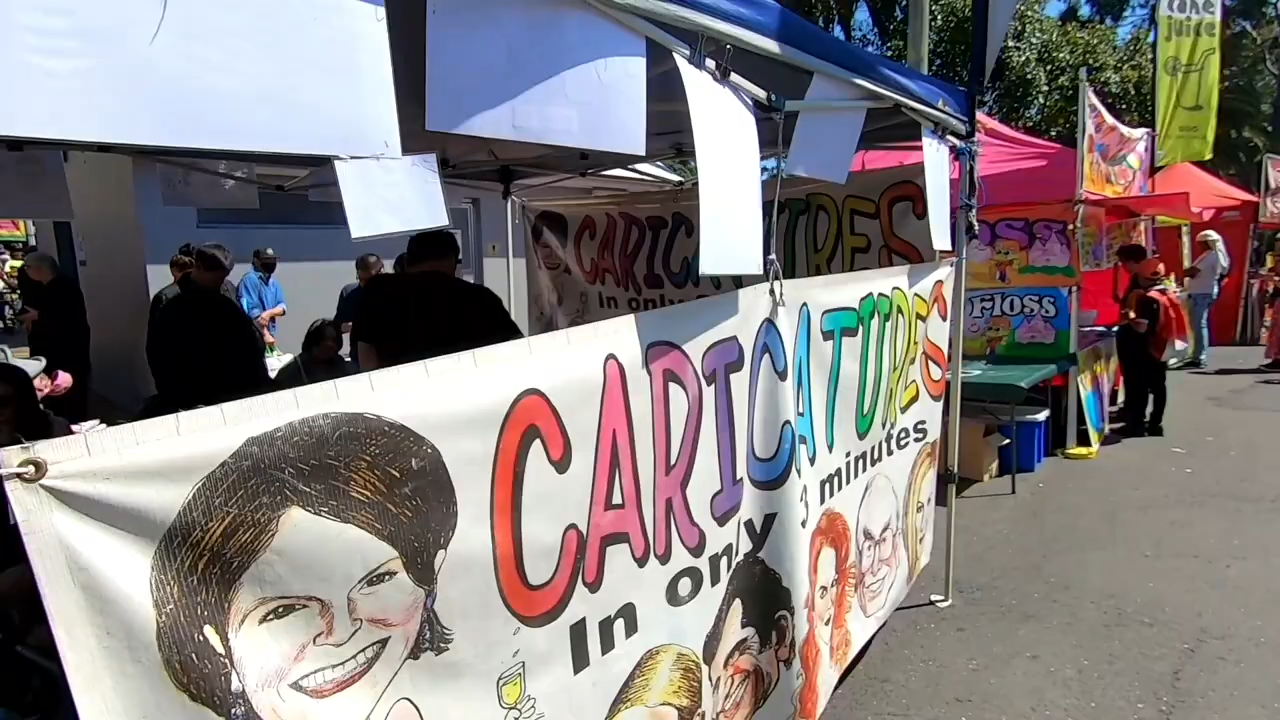 cane
juice
CARICATURES
In only
CARICATURES
In only 3 minutes
FLOSS
FLOSS